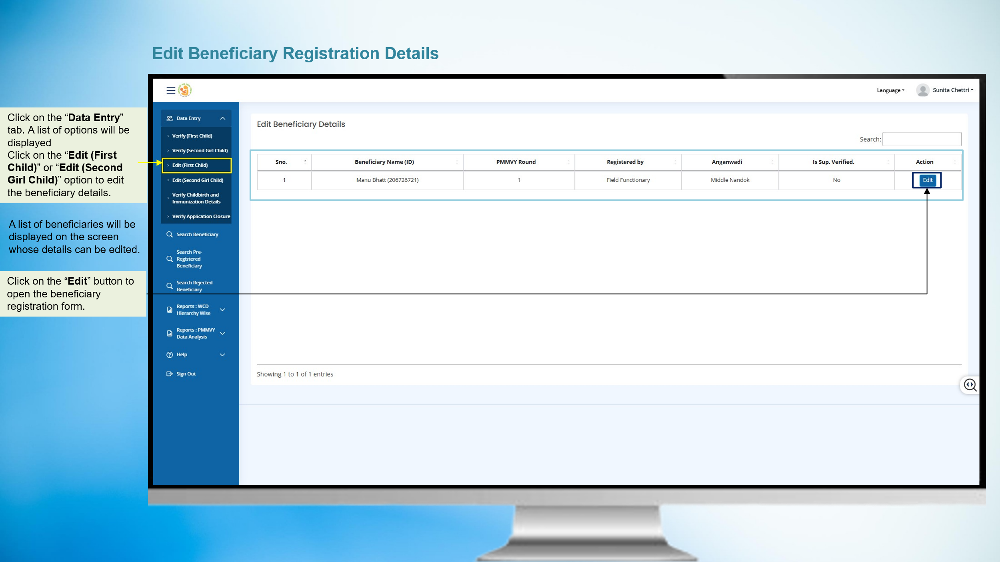 Edit Beneficiary Registration Details
Click on the “Data Entry”
tab. A list of options will be
displayed
Click on the “Edit (First
Child)” or “Edit (Second
Girl Child)” option to edit
the beneficiary details.
A list of beneficiaries will be
displayed on the screen
whose details can be edited.
Click on the “Edit” button to
open the beneficiary
registration form.
Language
Sunita Chettri
Data Entry
Verify (First Child)
Verify (Second Girl Child)
Edit (First Child)
Edit (Second Girl Child)
Verify Childbirth and
Immunization Details
Verify Application Closure
Search Beneficiary
Search Pre-
Registered
Beneficiary
Search Rejected
Beneficiary
Reports : WCD
Hierarchy Wise
Reports : PMMVY
Data Analysis
Help
Sign Out
Edit Beneficiary Details
Search:
Sno. Beneficiary Name (ID) PMMVY Round Registered by Anganwadi Is Sup. Verified. Action
1 Manu Bhatt (206726721) 1 Field Functionary Middle Nandok No Edit
Showing 1 to 1 of 1 entries